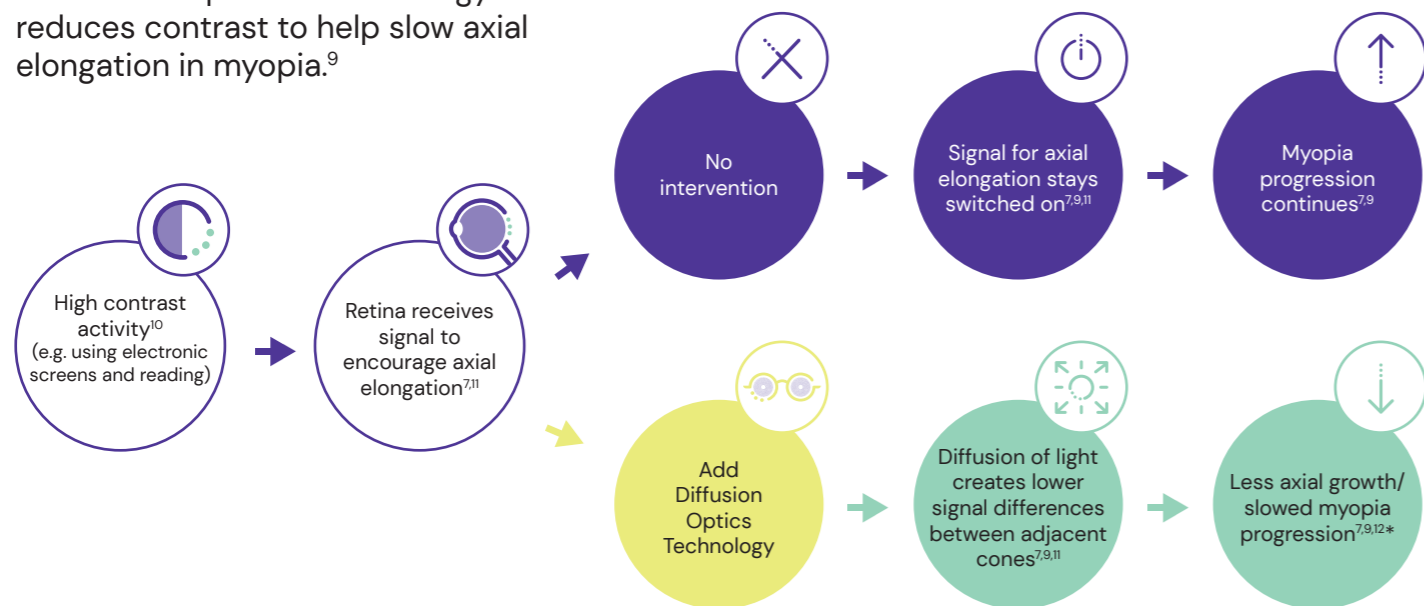 reduces contrast to help slow axial
elongation in myopia.⁹
High contrast
activity¹⁰
(e.g. using electronic
screens and reading)
Retina receives
signal to
encourage axial
elongation⁷,¹¹
No
intervention
Signal for axial
elongation stays
switched on⁷,⁹,¹¹
Myopia
progression
continues⁷,⁹
Add
Diffusion
Optics
Technology
Diffusion of light
creates lower
signal differences
between adjacent
cones⁷,⁹,¹¹
Less axial growth/
slowed myopia
progression⁷,⁹,¹²*